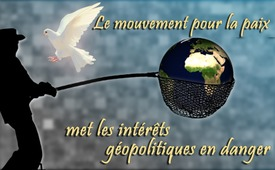 Le mouvement pour la paix
met les intérêts
géopolitiques en danger